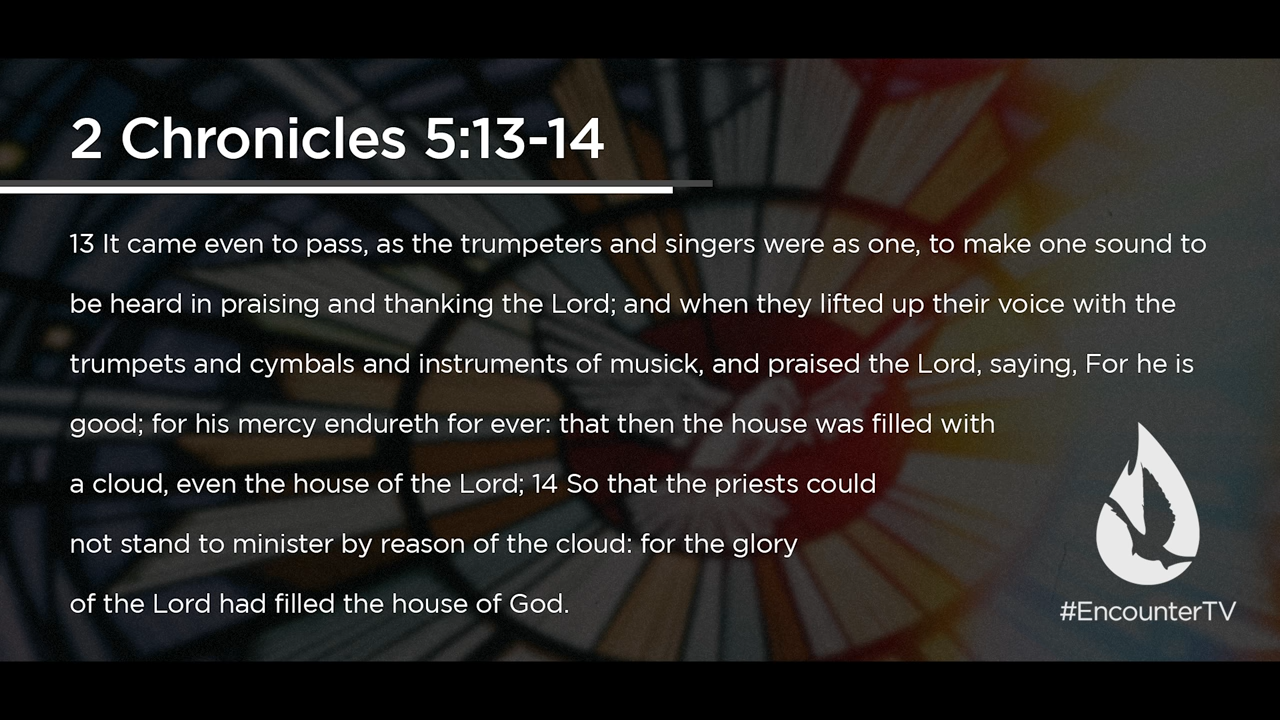 2 Chronicles 5:13-14
13 It came even to pass, as the trumpeters and singers were as one, to make one sound to
be heard in praising and thanking the Lord; and when they lifted up their voice with the
trumpets and cymbals and instruments of musick, and praised the Lord, saying, For he is
good; for his mercy endureth for ever: that then the house was filled with
a cloud, even the house of the Lord; 14 So that the priests could
not stand to minister by reason of the cloud: for the glory
of the Lord had filled the house of God.
#EncounterTV